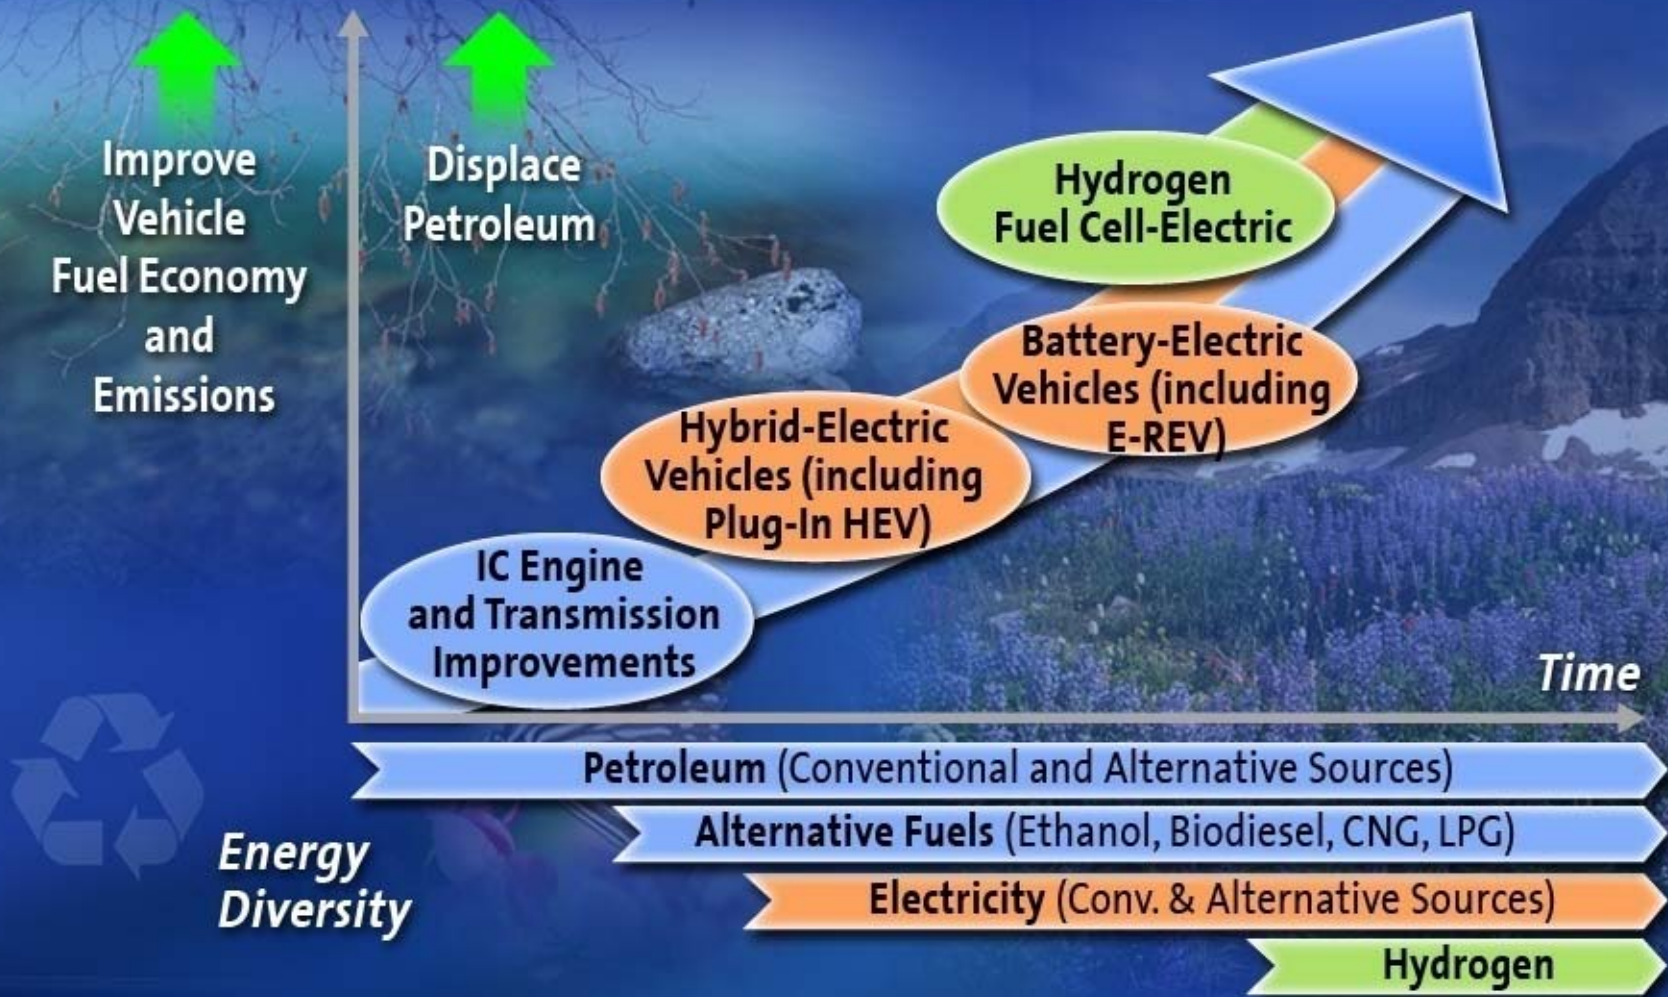 Improve
Vehicle
Fuel Economy
and
Emissions
Displace
Petroleum
Hydrogen
Fuel Cell-Electric
Battery-Electric
Vehicles (including
E-REV)
Hybrid-Electric
Vehicles (including
Plug-In HEV)
IC Engine
and Transmission
Improvements
Time
Petroleum (Conventional and Alternative Sources)
Alternative Fuels (Ethanol, Biodiesel, CNG, LPG)
Energy
Diversity
Electricity (Conv. & Alternative Sources)
Hydrogen